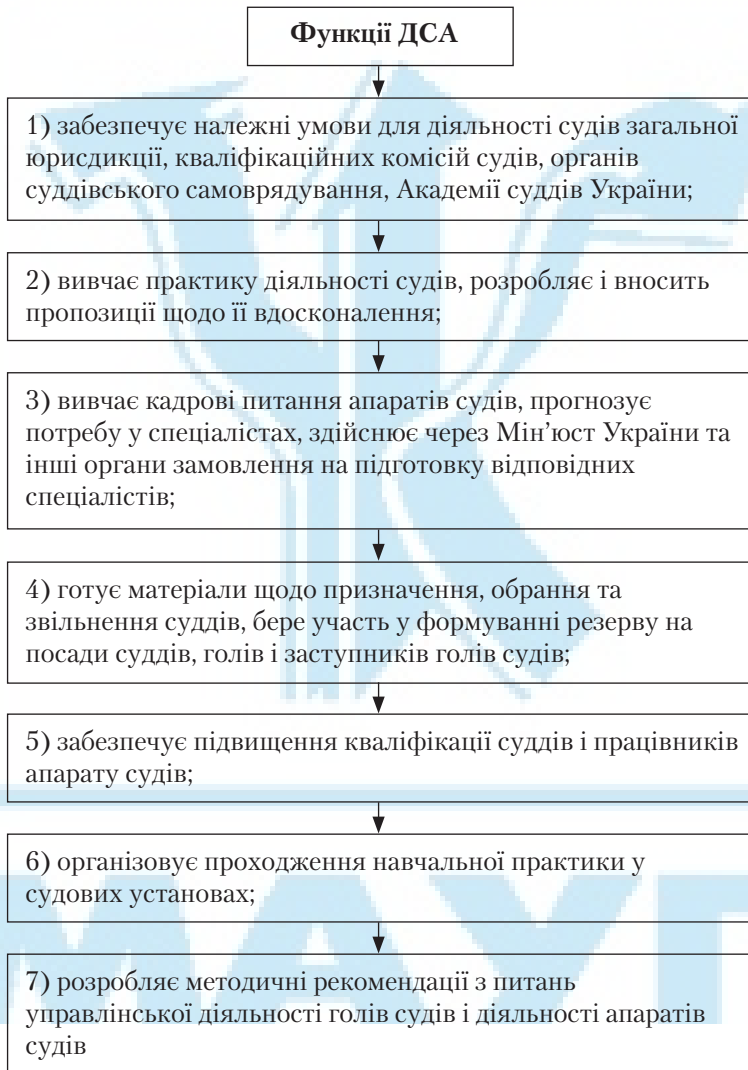 Функції ДСА
1) забезпечує належні умови для діяльності судів загальної
юрисдикції, кваліфікаційних комісій судів, органів
суддівського самоврядування, Академії суддів України;
2) вивчає практику діяльності судів, розробляє і вносить
пропозиції щодо її вдосконалення;
3) вивчає кадрові питання апаратів судів, прогнозує
потребу у спеціалістах, здійснює через Мін’юст України та
інші органи замовлення на підготовку відповідних
спеціалістів;
4) готує матеріали щодо призначення, обрання та
звільнення суддів, бере участь у формуванні резерву на
посади суддів, голів і заступників голів судів;
5) забезпечує підвищення кваліфікації суддів і працівників
апарату судів;
6) організовує проходження навчальної практики у
судових установах;
7) розробляє методичні рекомендації з питань
управлінської діяльності голів судів і діяльності апаратів
судів
МАУП